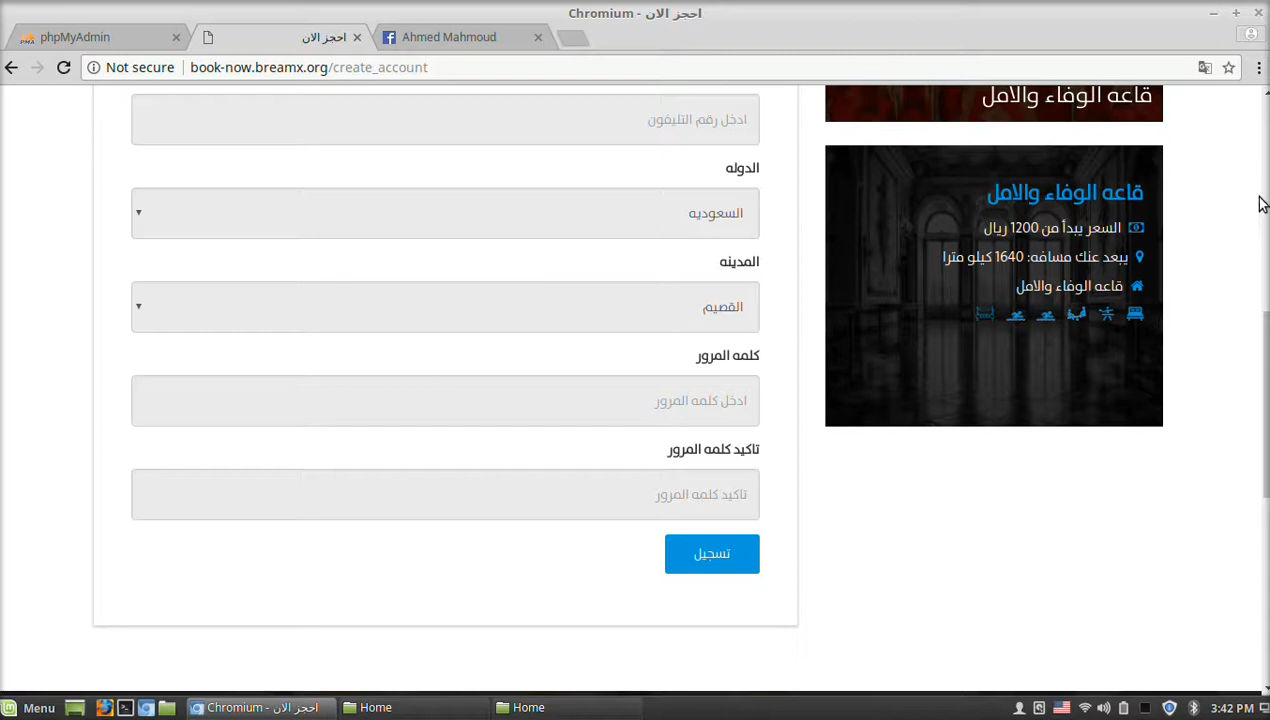 احجز الان - Chromium
phpMyAdmin
احجز الان
Ahmed Mahmoud
Not secure
book-now.breamx.org/create_account
ادخل رقم التليفون
الدوله
السعوديه
المدينه
القصيم
كلمه المرور
ادخل كلمه المرور
تاكيد كلمه المرور
تاكيد كلمه المرور
تسجيل
قاعه الوفاء والامل
قاعه الوفاء والامل
السعر يبدأ من 1200 ريال
يبعد عنك مسافه: 1640 كيلو مترا
قاعه الوفاء والامل
Menu
احجز الان - Chromium
Home
Home
3:42 PM